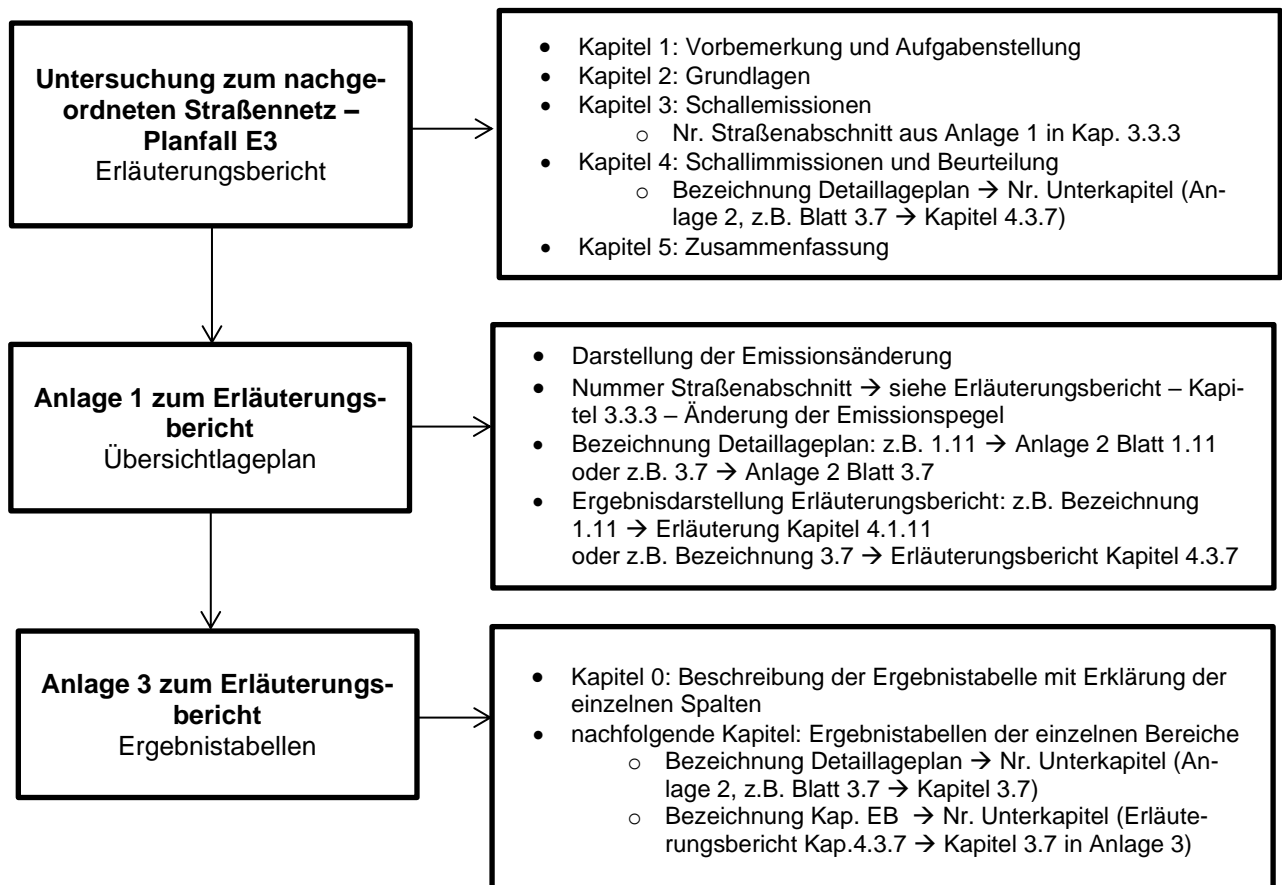 Untersuchung zum nachge-
ordneten Straßennetz –
Planfall E3
Erläuterungsbericht
• Kapitel 1: Vorbemerkung und Aufgabenstellung
• Kapitel 2: Grundlagen
• Kapitel 3: Schallemissionen
o Nr. Straßenabschnitt aus Anlage 1 in Kap. 3.3.3
• Kapitel 4: Schallimmissionen und Beurteilung
o Bezeichnung Detaillageplan → Nr. Unterkapitel (An-
lage 2, z.B. Blatt 3.7 → Kapitel 4.3.7)
• Kapitel 5: Zusammenfassung
Anlage 1 zum Erläuterungs-
bericht
Übersichtlageplan
• Darstellung der Emissionsänderung
• Nummer Straßenabschnitt → siehe Erläuterungsbericht – Kapi-
tel 3.3.3 – Änderung der Emissionspegel
• Bezeichnung Detaillageplan: z.B. 1.11 → Anlage 2 Blatt 1.11
oder z.B. 3.7 → Anlage 2 Blatt 3.7
• Ergebnisdarstellung Erläuterungsbericht: z.B. Bezeichnung
1.11 → Erläuterung Kapitel 4.1.11
oder z.B. Bezeichnung 3.7 → Erläuterungsbericht Kapitel 4.3.7
Anlage 3 zum Erläuterungs-
bericht
Ergebnistabellen
• Kapitel 0: Beschreibung der Ergebnistabelle mit Erklärung der
einzelnen Spalten
• nachfolgende Kapitel: Ergebnistabellen der einzelnen Bereiche
o Bezeichnung Detaillageplan → Nr. Unterkapitel (An-
lage 2, z.B. Blatt 3.7 → Kapitel 3.7)
o Bezeichnung Kap. EB → Nr. Unterkapitel (Erläute-
rungsbericht Kap.4.3.7 → Kapitel 3.7 in Anlage 3)